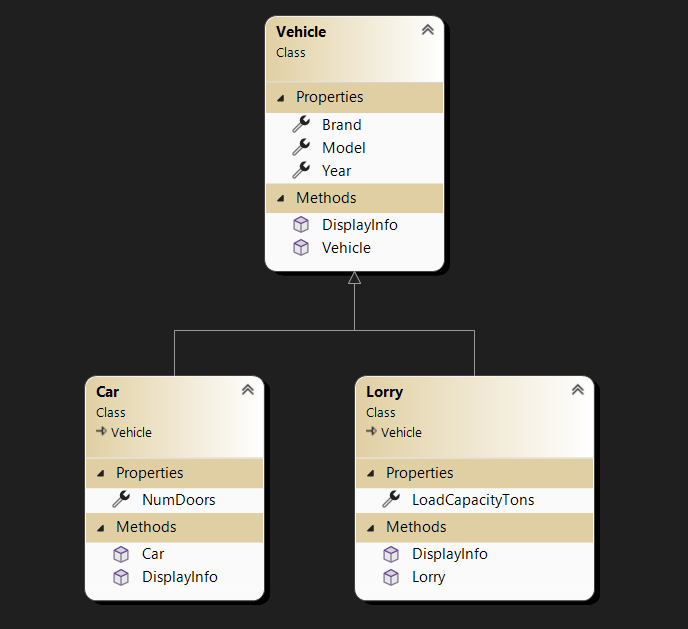 Vehicle
Class
Properties
Brand
Model
Year
Methods
DisplayInfo
Vehicle
Car
Class
Vehicle
Properties
NumDoors
Methods
Car
DisplayInfo
Lorry
Class
Vehicle
Properties
LoadCapacityTons
Methods
DisplayInfo
Lorry